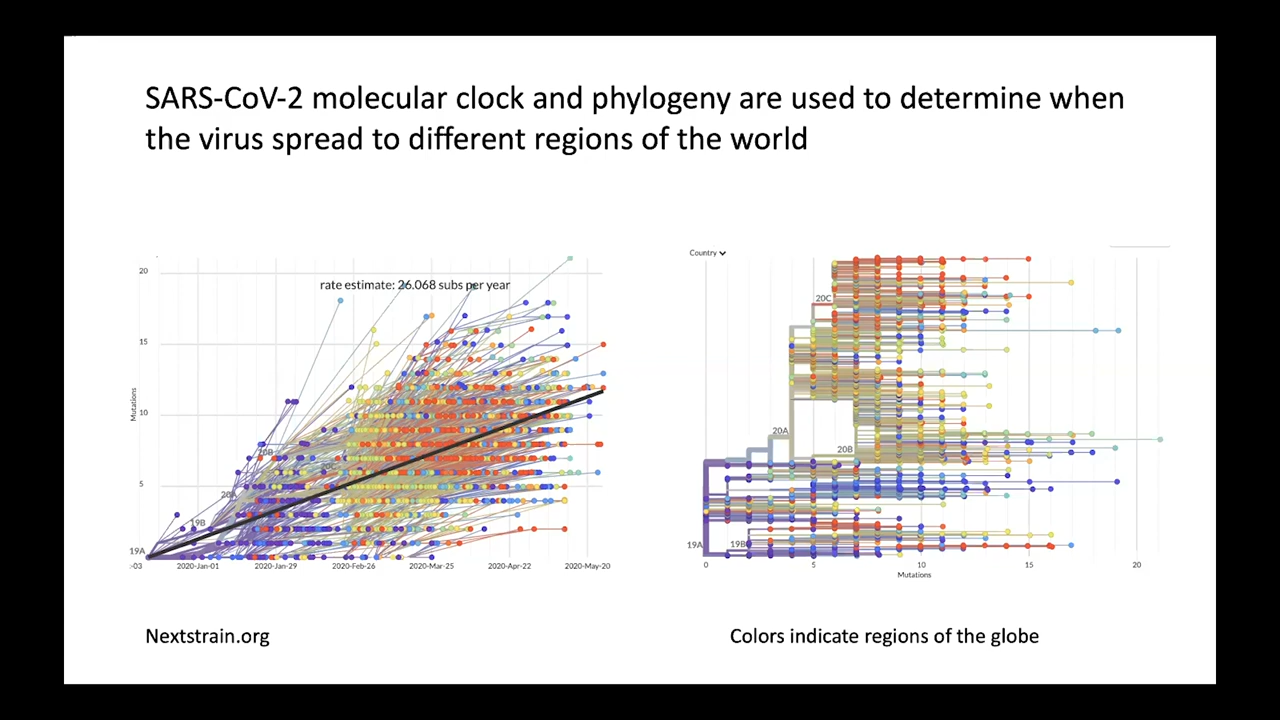 SARS-CoV-2 molecular clock and phylogeny are used to determine when
the virus spread to different regions of the world
20
rate estimate: 26.068 subs per year
15
Mutations
10
20B
5
20A
19B
19A
-03
2020-Jan-01
2020-Jan-29
2020-Feb-26
2020-Mar-25
2020-Apr-22
2020-May-20
Country
20C
20A
20B
19A
19B
0
5
10
15
20
Mutations
Nextstrain.org
Colors indicate regions of the globe